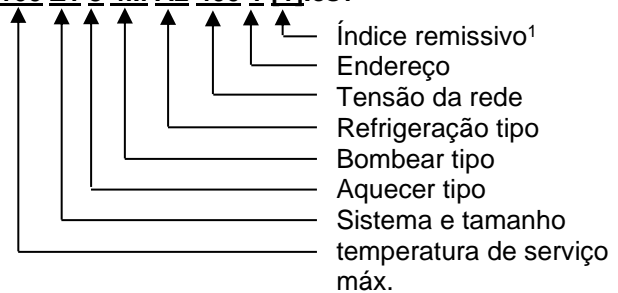 Índice remissivo¹
Endereço
Tensão da rede
Refrigeração tipo
Bombear tipo
Aquecer tipo
Sistema e tamanho
temperatura de serviço
máx.